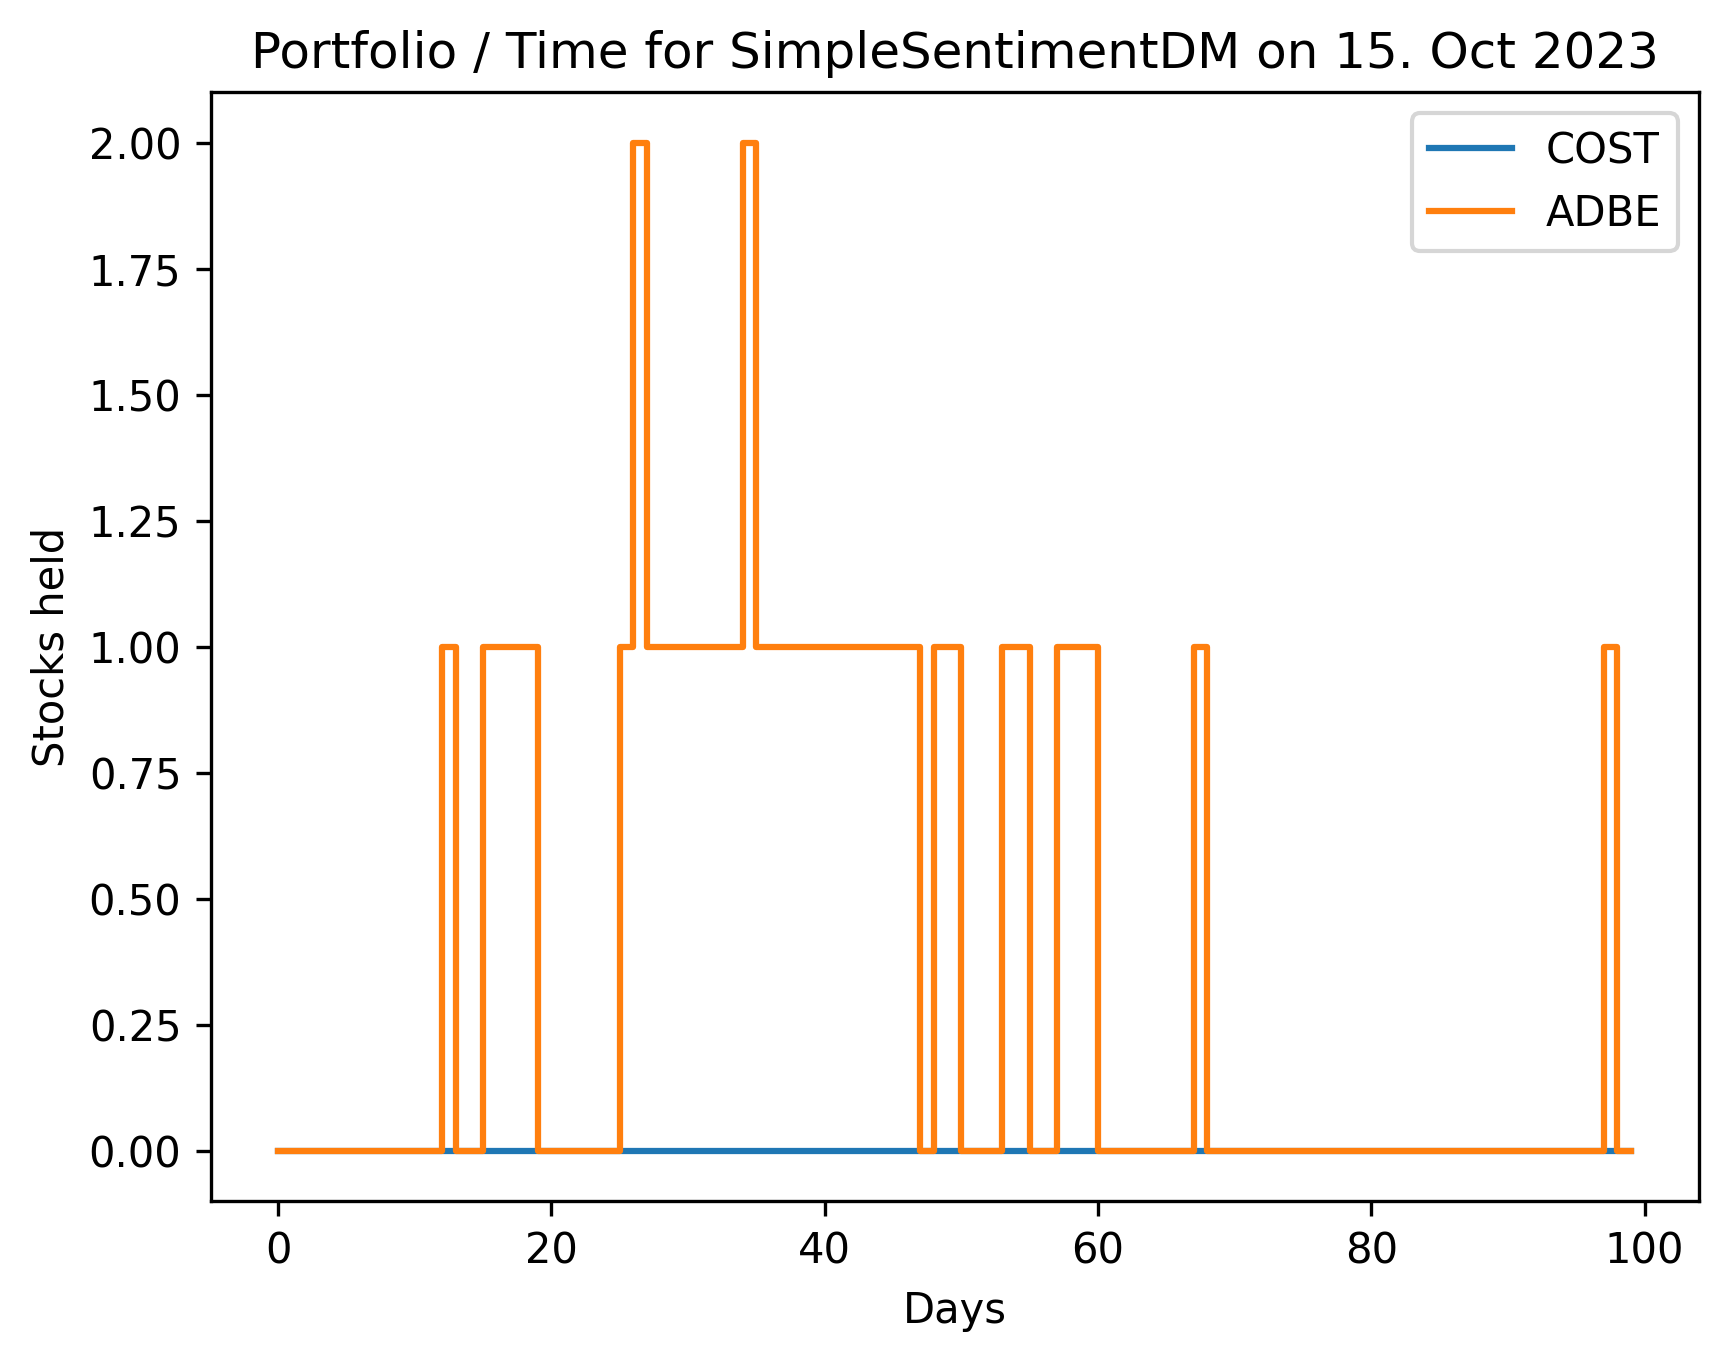 Portfolio / Time for SimpleSentimentDM on 15. Oct 2023
COST
ADBE
2.00
1.75
1.50
1.25
1.00
0.75
0.50
0.25
0.00
Stocks held
0 20 40 60 80 100
Days